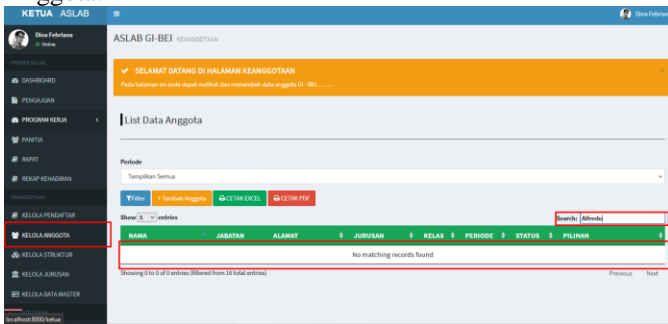 KETUA ASLAB
Dina Febriana
Dina Febriana
Online
ASLAB GI-BEI KEANGGOTAAN
PROKER ASLAB
DASHBOARD
PENGAJUAN
PROGRAM KERJA
PANITIA
RAPAT
REKAP KEHADIRAN
KEANGGOTAAN
KELOLA PENDAFTAR
KELOLA ANGGOTA
KELOLA STRUKTUR
KELOLA JURUSAN
KELOLA DATA MASTER
localhost:8000/ketua
SELAMAT DATANG DI HALAMAN KEANGGOTAAN
Pada halaman ini anda dapat melihat dan menambah data anggota GI - BEI . . . . .
List Data Anggota
Periode
Tampilkan Semua
Filter + Tambah Anggota CETAK EXCEL CETAK PDF
Show 5 entries
Search: Alfredo
NAMA JABATAN ALAMAT JURUSAN KELAS PERIODE STATUS PILIHAN
No matching records found
Showing 0 to 0 of 0 entries (filtered from 16 total entries)
Previous Next